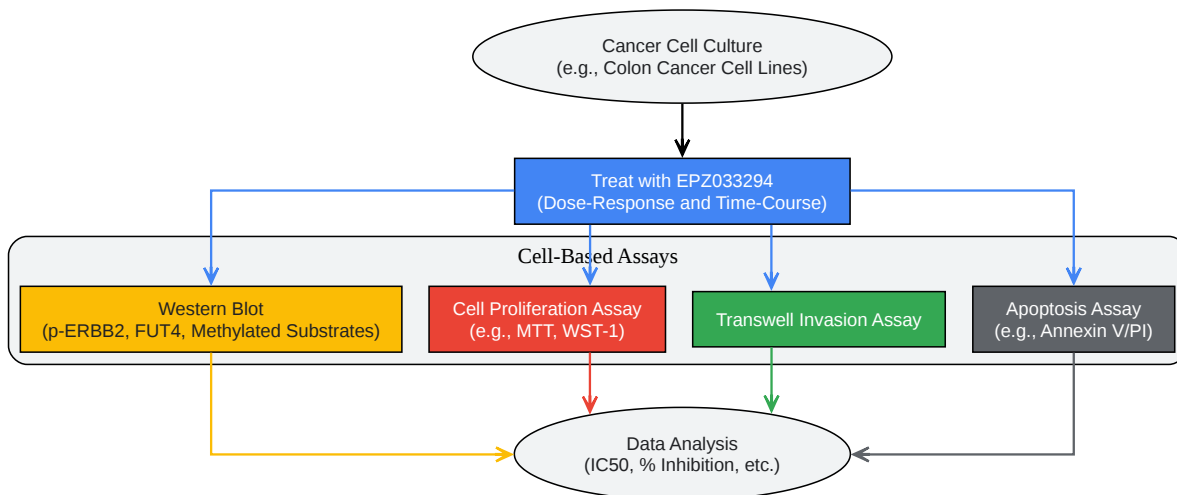 Cancer Cell Culture
(e.g., Colon Cancer Cell Lines)
Treat with EPZ033294
(Dose-Response and Time-Course)
Cell-Based Assays
Western Blot
(p-ERBB2, FUT4, Methylated Substrates)
Cell Proliferation Assay
(e.g., MTT, WST-1)
Transwell Invasion Assay
Apoptosis Assay
(e.g., Annexin V/PI)
Data Analysis
(IC50, % Inhibition, etc.)